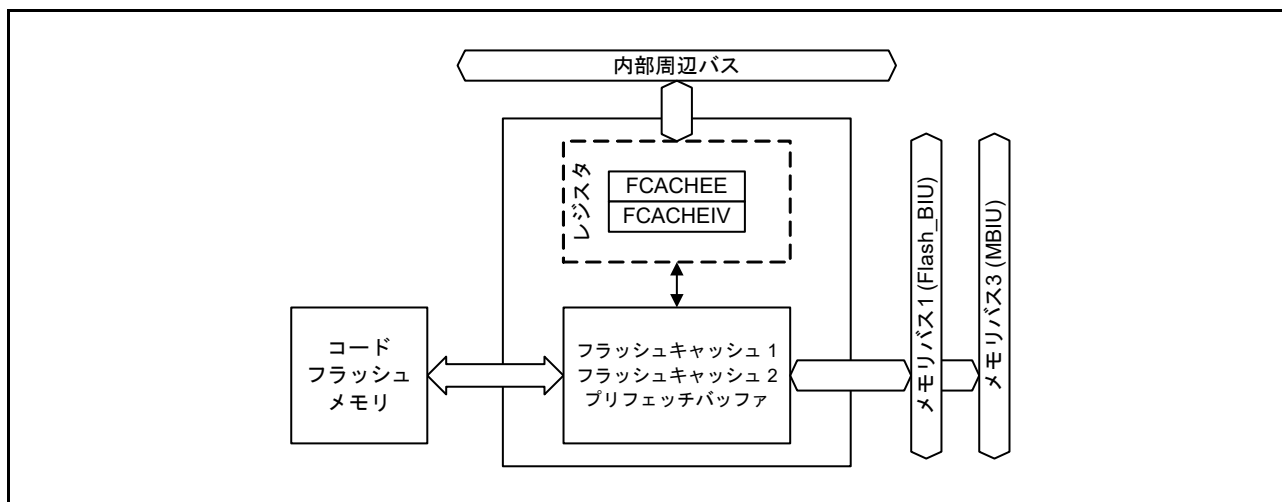 内部周辺バス
レジスタ
FCACHEE
FCACHEIV
コード
フラッシュ
メモリ
フラッシュキャッシュ 1
フラッシュキャッシュ 2
プリフェッチバッファ
メモリバス1 (Flash_BIU)
メモリバス3 (MBIU)